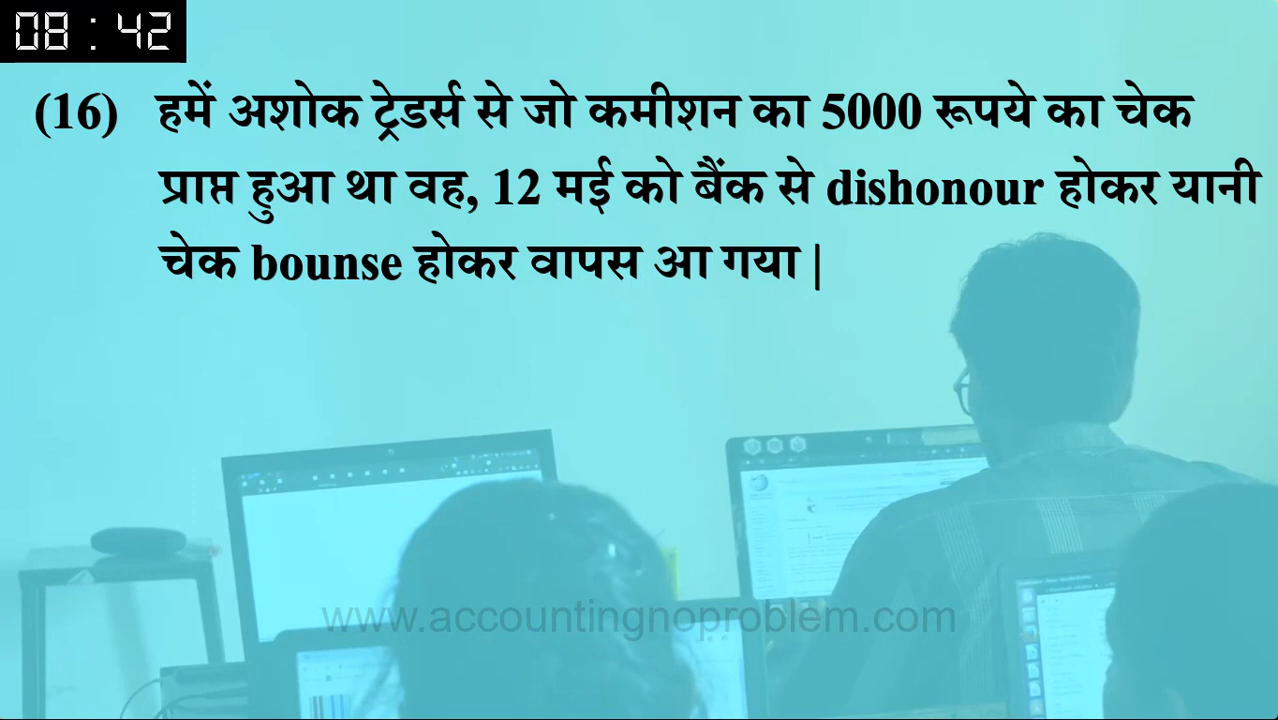 08 : 42
(16) हमें अशोक ट्रेडर्स से जो कमीशन का 5000 रूपये का चेक
प्राप्त हुआ था वह, 12 मई को बैंक से dishonour होकर यानी
चेक bounse होकर वापस आ गया |
www.accountingnoproblem.com